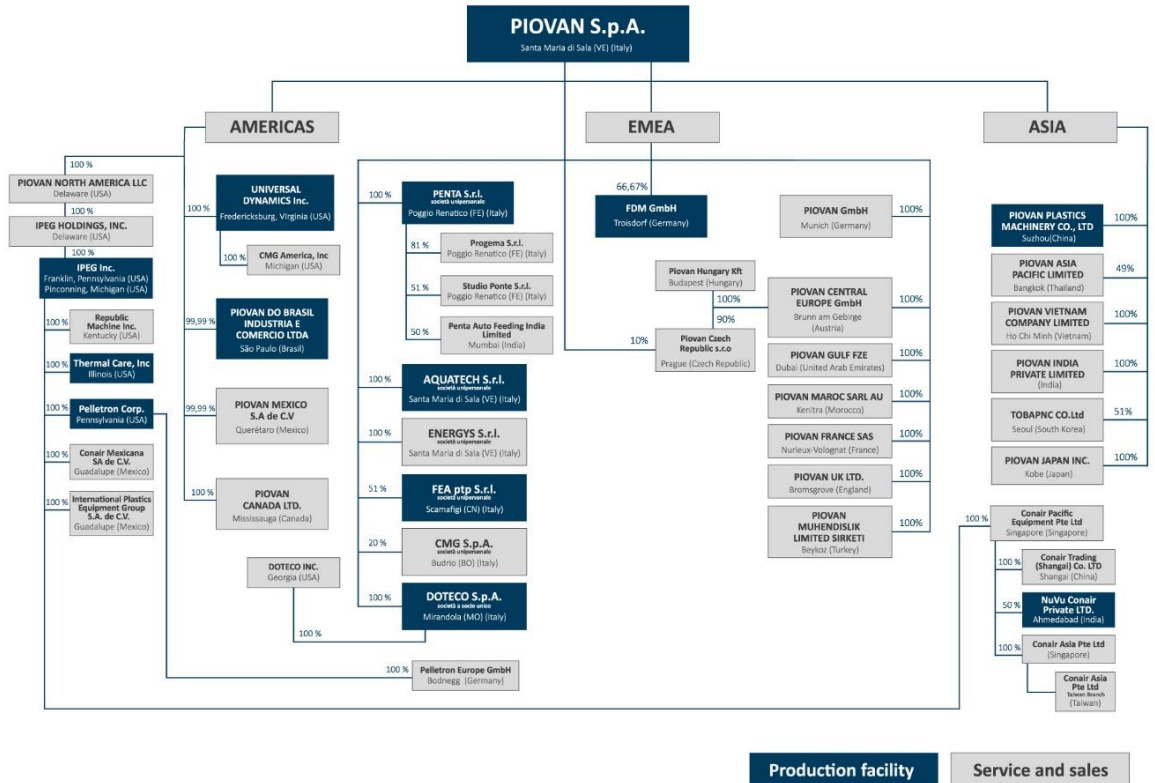 PIOVAN S.p.A.
Santa Maria di Sala (VE) (Italy)
AMERICAS
EMEA
ASIA
100 %
PIOVAN NORTH AMERICA LLC
Delaware (USA)
100 %
IPEG HOLDINGS, INC.
Delaware (USA)
100 %
IPEG Inc.
Franklin, Pennsylvania (USA)
Pinconning, Michigan (USA)
100 %
Republic
Machine Inc.
Kentucky (USA)
100 %
Thermal Care, Inc
Illinois (USA)
100 %
Pelletron Corp.
Pennsylvania (USA)
100 %
Conair Mexicana
SA de C.V.
Guadalupe (Mexico)
100 %
International Plastics
Equipment Group
S.A. de C.V.
Guadalupe (Mexico)
100 %
UNIVERSAL
DYNAMICS Inc.
Fredericksburg, Virginia (USA)
100 %
CMG America, Inc
Michigan (USA)
99,99 %
PIOVAN DO BRASIL
INDUSTRIA E
COMERCIO LTDA
São Paulo (Brasil)
99,99 %
PIOVAN MEXICO
S.A de C.V
Querétaro (Mexico)
100 %
PIOVAN
CANADA LTD.
Mississauga (Canada)
DOTECO INC.
Georgia (USA)
100 %
100 %
PENTA S.r.l.
società unipersonale
Poggio Renatico (FE) (Italy)
81 %
Progema S.r.l.
Poggio Renatico (FE) (Italy)
51 %
Studio Ponte S.r.l.
Poggio Renatico (FE) (Italy)
50 %
Penta Auto Feeding India
Limited
Mumbai (India)
100 %
AQUATECH S.r.l.
società unipersonale
Santa Maria di Sala (VE) (Italy)
100 %
ENERGYS S.r.l.
società unipersonale
Santa Maria di Sala (VE) (Italy)
51 %
FEA ptp S.r.l.
società unipersonale
Scarnafigi (CN) (Italy)
20 %
CMG S.p.A.
società unipersonale
Budrio (BO) (Italy)
100 %
DOTECO S.p.A.
società a socio unico
Mirandola (MO) (Italy)
100 %
Pelletron Europe GmbH
Bodnegg (Germany)
66,67%
FDM GmbH
Troisdorf (Germany)
PIOVAN GmbH
Munich (Germany)
100%
Piovan Hungary Kft
Budapest (Hungary)
100%
90%
10%
Piovan Czech
Republic s.r.o
Prague (Czech Republic)
PIOVAN CENTRAL
EUROPE GmbH
Brunn am Gebirge
(Austria)
100%
PIOVAN GULF FZE
Dubai (United Arab Emirates)
100%
PIOVAN MAROC SARL AU
Kenitra (Morocco)
100%
PIOVAN FRANCE SAS
Nurieux-Volognat (France)
100%
PIOVAN UK LTD.
Bromsgrove (England)
100%
PIOVAN
MUHENDISLIK
LIMITED SIRKETI
Beykoz (Turkey)
100%
PIOVAN PLASTICS
MACHINERY CO., LTD
Suzhou(China)
100%
PIOVAN ASIA
PACIFIC LIMITED
Bangkok (Thailand)
49%
PIOVAN VIETNAM
COMPANY LIMITED
Ho Chi Minh (Vietnam)
100%
PIOVAN INDIA
PRIVATE LIMITED
(India)
100%
TOBAPNC CO.Ltd
Seoul (South Korea)
51%
PIOVAN JAPAN INC.
Kobe (Japan)
100%
100 %
Conair Pacific
Equipment Pte Ltd
Singapore (Singapore)
100%
Conair Trading
(Shangai) Co. LTD
Shangai (China)
50 %
NuVu Conair
Private LTD.
Ahmedabad (India)
100%
Conair Asia Pte Ltd
(Singapore)
Conair Asia
Pte Ltd
Taiwan Branch
(Taiwan)
Production facility
Service and sales